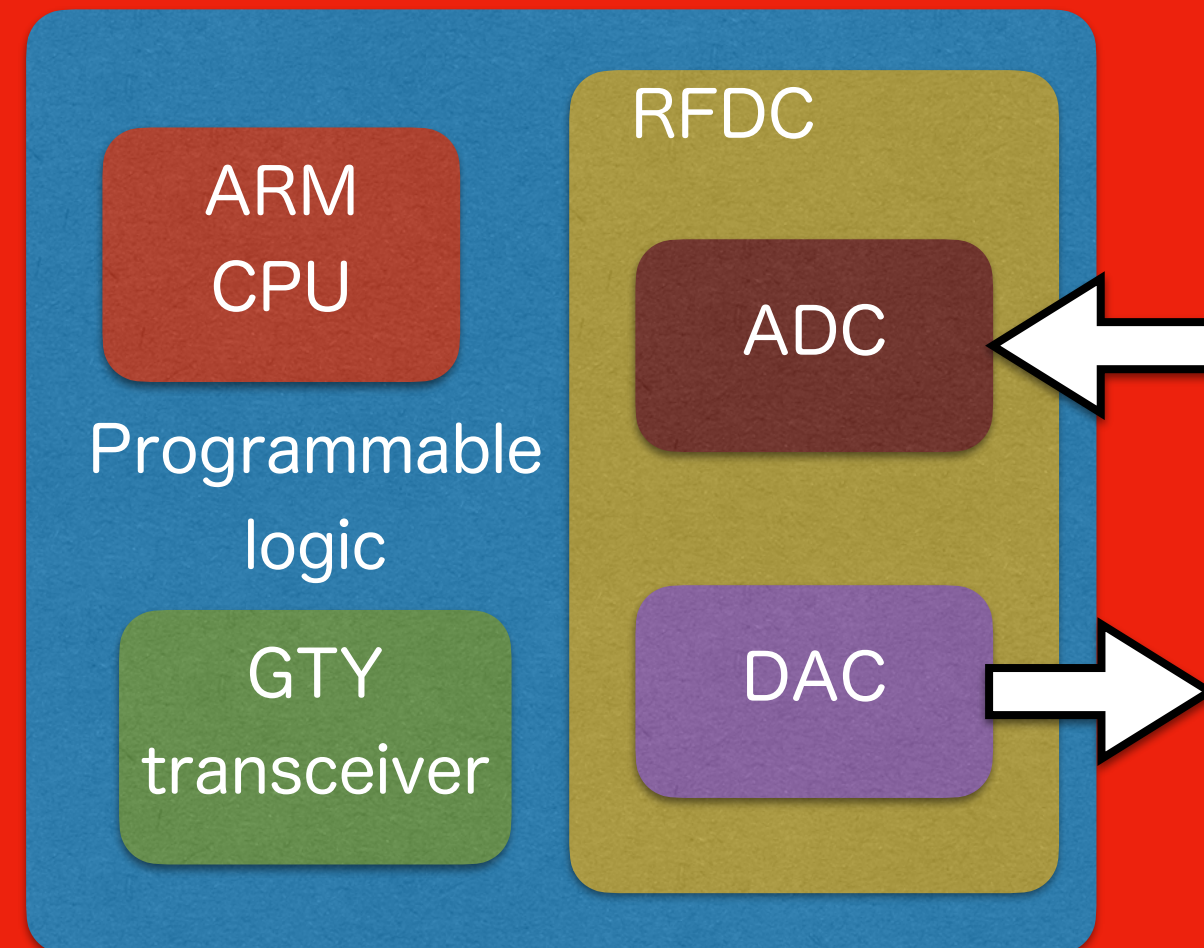 RFDC
ARM
CPU
ADC
Programmable
logic
GTY
transceiver
DAC